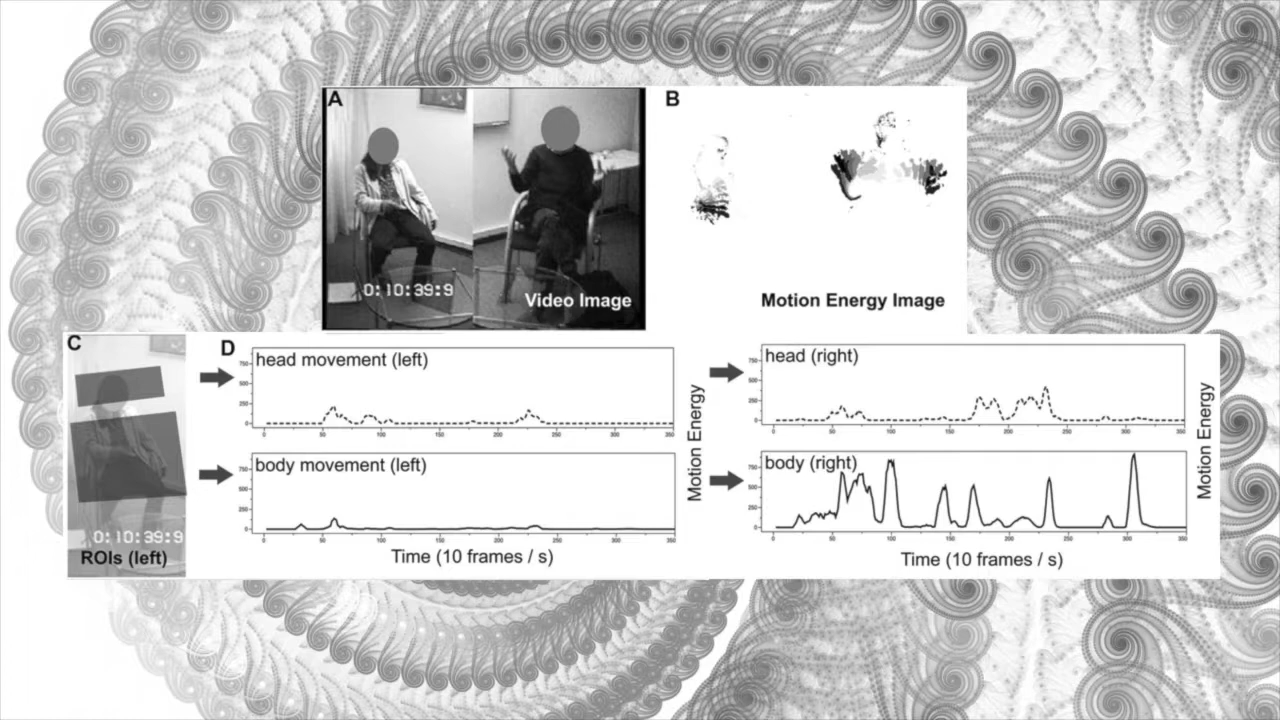 A
0:10:39:9
Video Image
B
Motion Energy Image
C
0:10:39:9
ROIs (left)
D
head movement (left)
750
500
250
0
0 50 100 150 200 250 300 350
body movement (left)
750
500
250
0
0 50 100 150 200 250 300 350
Time (10 frames / s)
Motion Energy
head (right)
750
500
250
0
0 50 100 150 200 250 300 350
body (right)
750
500
250
0
0 50 100 150 200 250 300 350
Time (10 frames / s)
Motion Energy